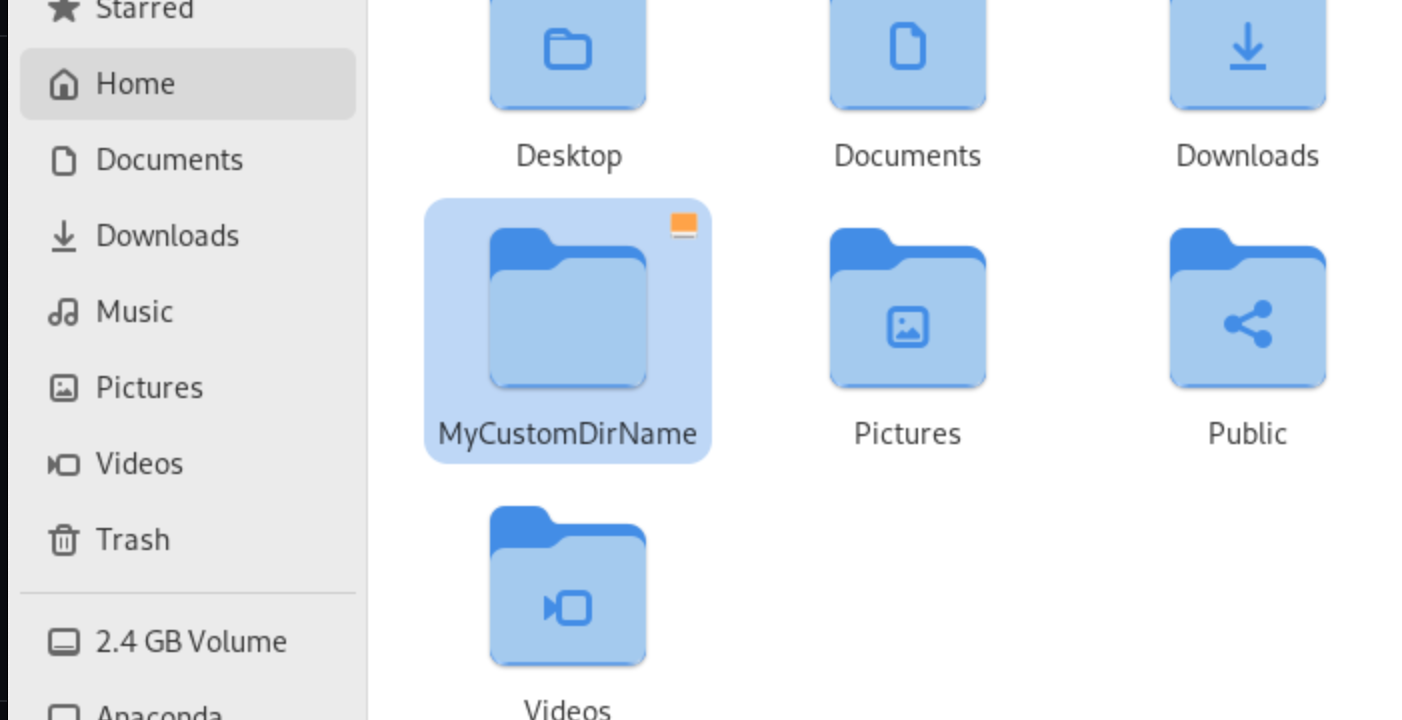 Starred
Home
Documents
Downloads
Music
Pictures
Videos
Trash
2.4 GB Volume
Anaconda
Desktop
Documents
Downloads
MyCustomDirName
Pictures
Public
Videos